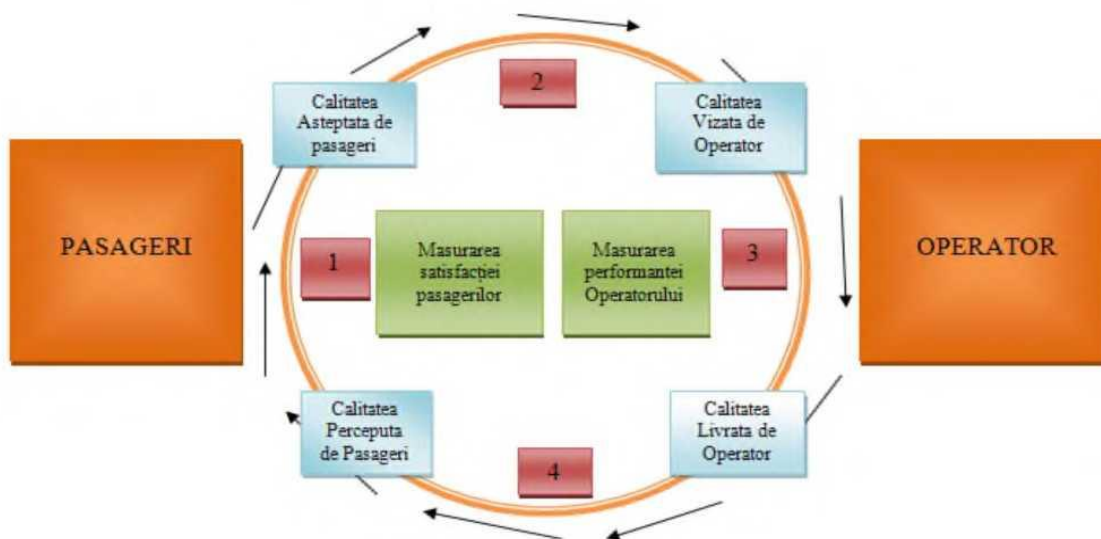 2
Calitatea
Asteptata de
pasageri
Calitatea
Vizata de
Operator
PASAGERI
1
Masurarea
satisfacției
pasagerilor
Masurarea
performantei
Operatorului
3
OPERATOR
Calitatea
Perceputa
de Pasageri
Calitatea
Livrata de
Operator
4